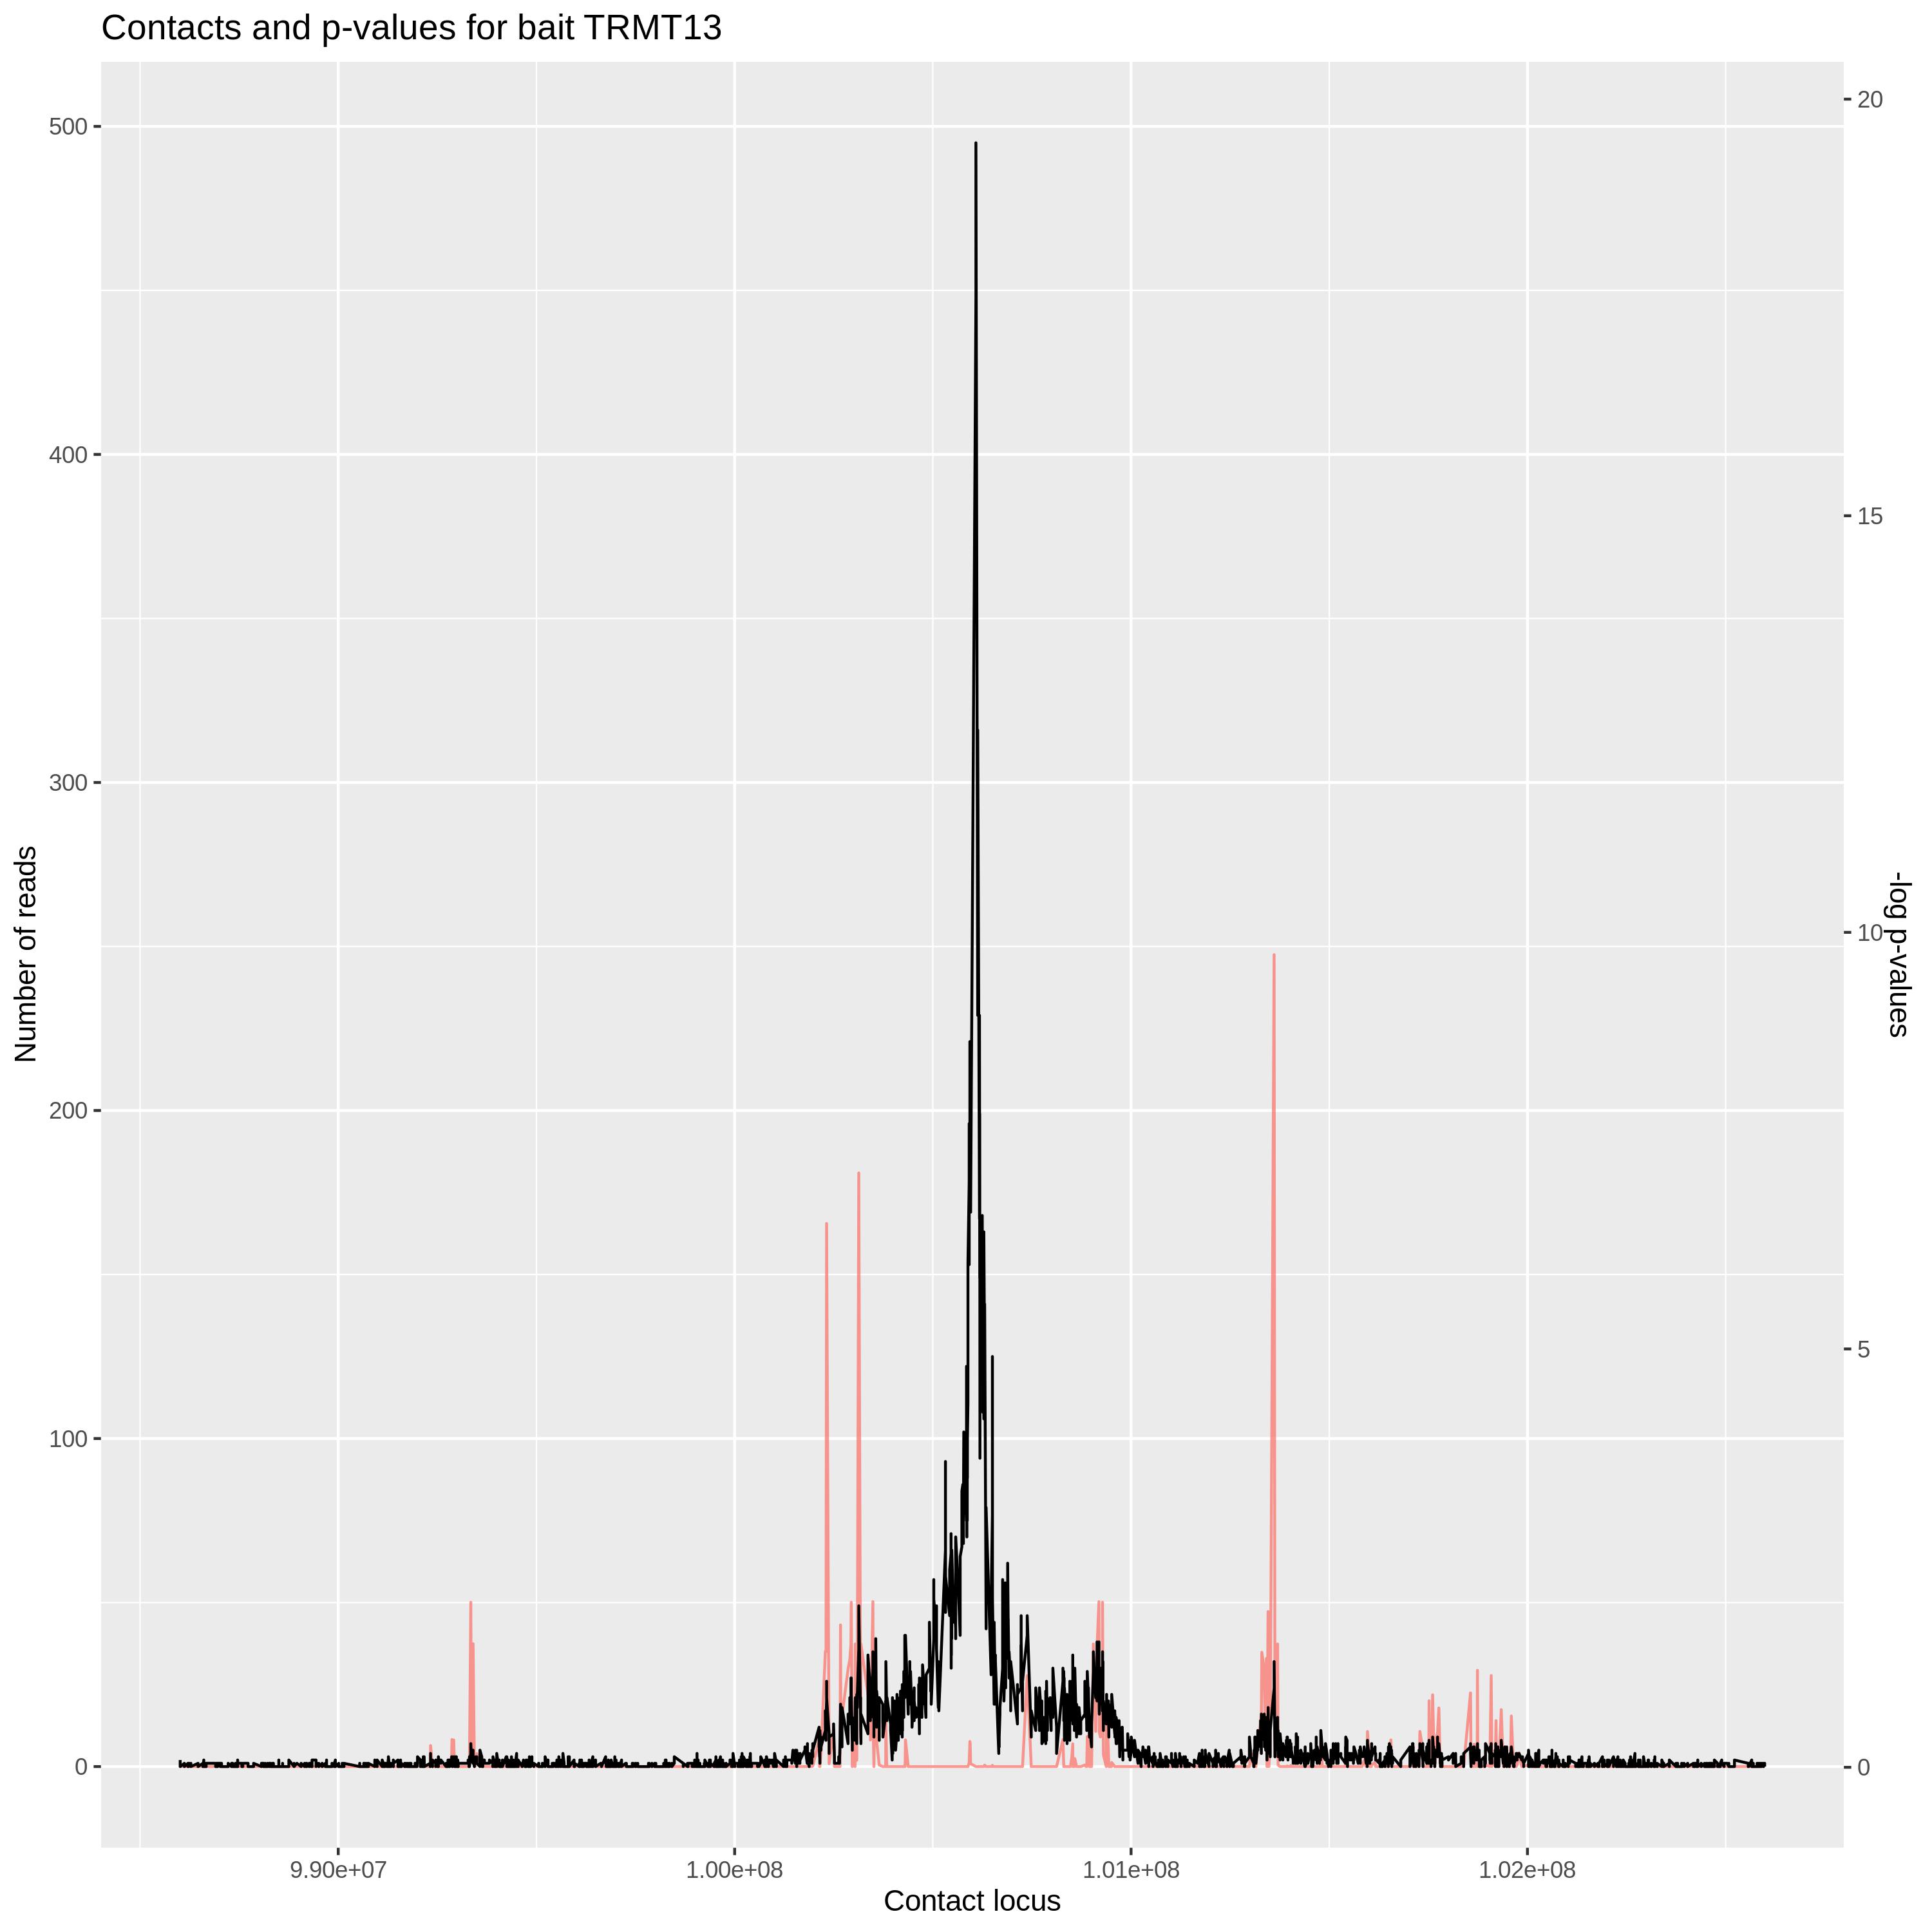 Contacts and p-values for bait TRMT13
500
400
300
200
100
0
Number of reads
20
15
10
5
0
-log p-values
9.90e+07
1.00e+08
1.01e+08
1.02e+08
Contact locus